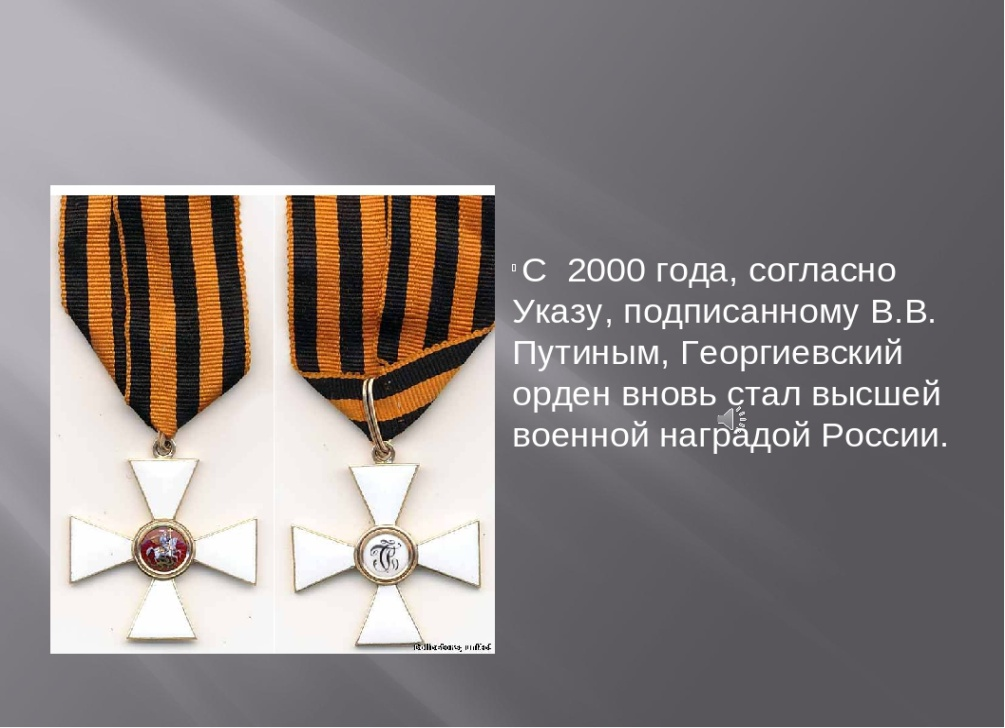 С  2000 года, согласно
Указу, подписанному В.В.
Путиным, Георгиевский
орден вновь стал высшей
военной наградой России.